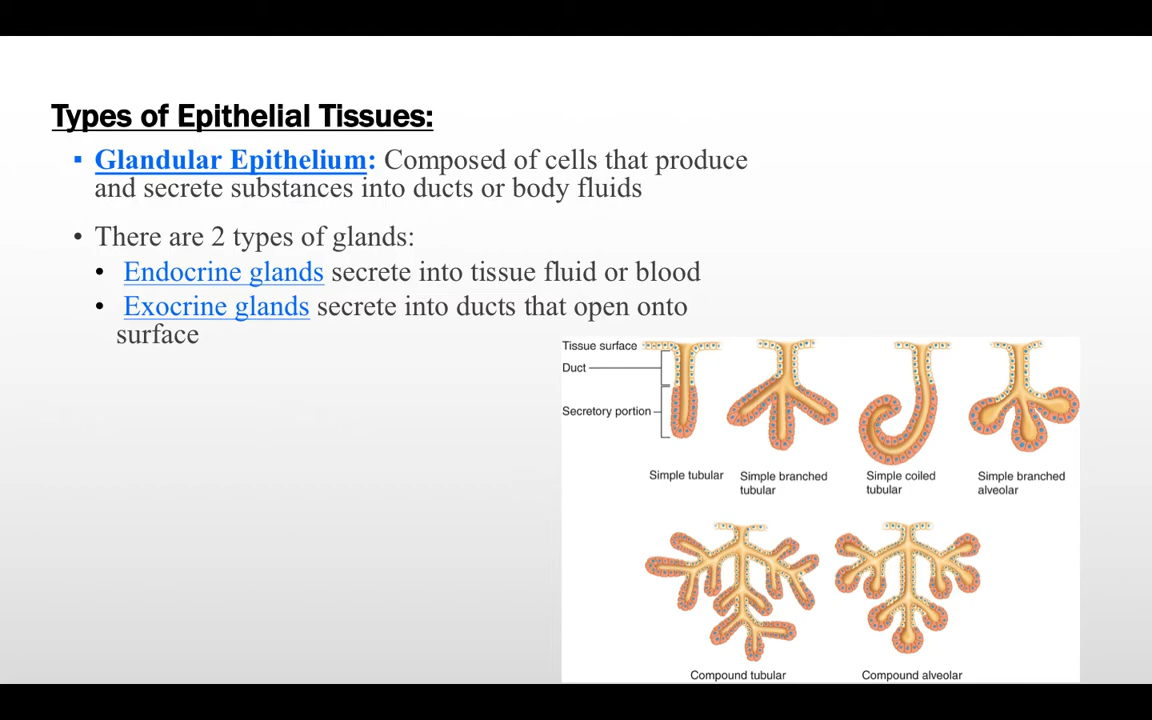 Types of Epithelial Tissues:
▪ Glandular Epithelium: Composed of cells that produce
and secrete substances into ducts or body fluids
• There are 2 types of glands:
• Endocrine glands secrete into tissue fluid or blood
• Exocrine glands secrete into ducts that open onto
surface
Tissue surface
Duct
Secretory portion
Simple tubular
Simple branched
tubular
Simple coiled
tubular
Simple branched
alveolar
Compound tubular
Compound alveolar